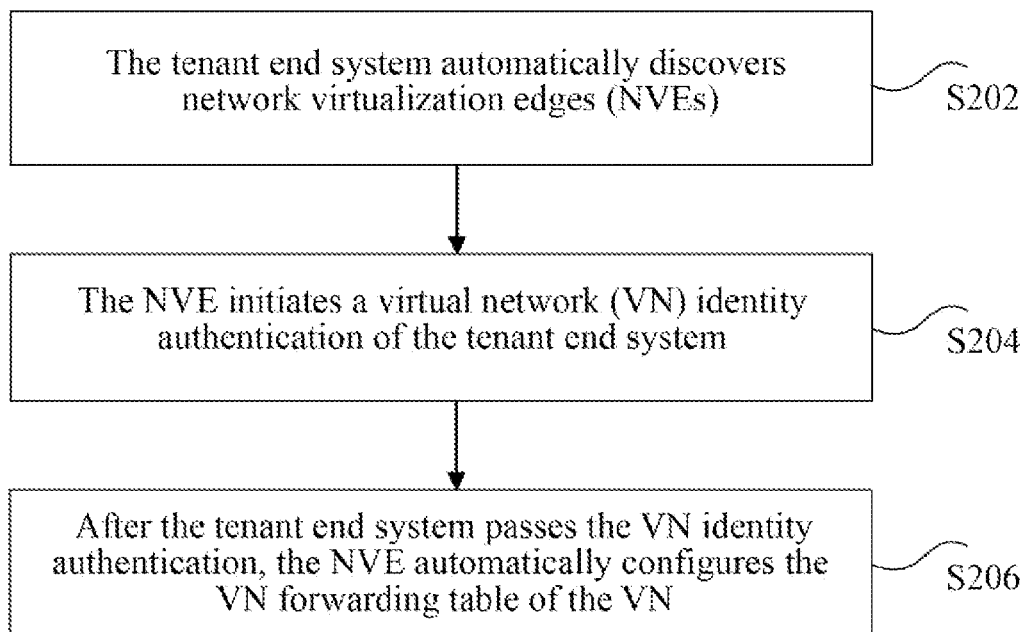 The tenant end system automatically discovers
network virtualization edges (NVEs)
S202
The NVE initiates a virtual network (VN) identity
authentication of the tenant end system
S204
After the tenant end system passes the VN identity
authentication, the NVE automatically configures the
VN forwarding table of the VN
S206